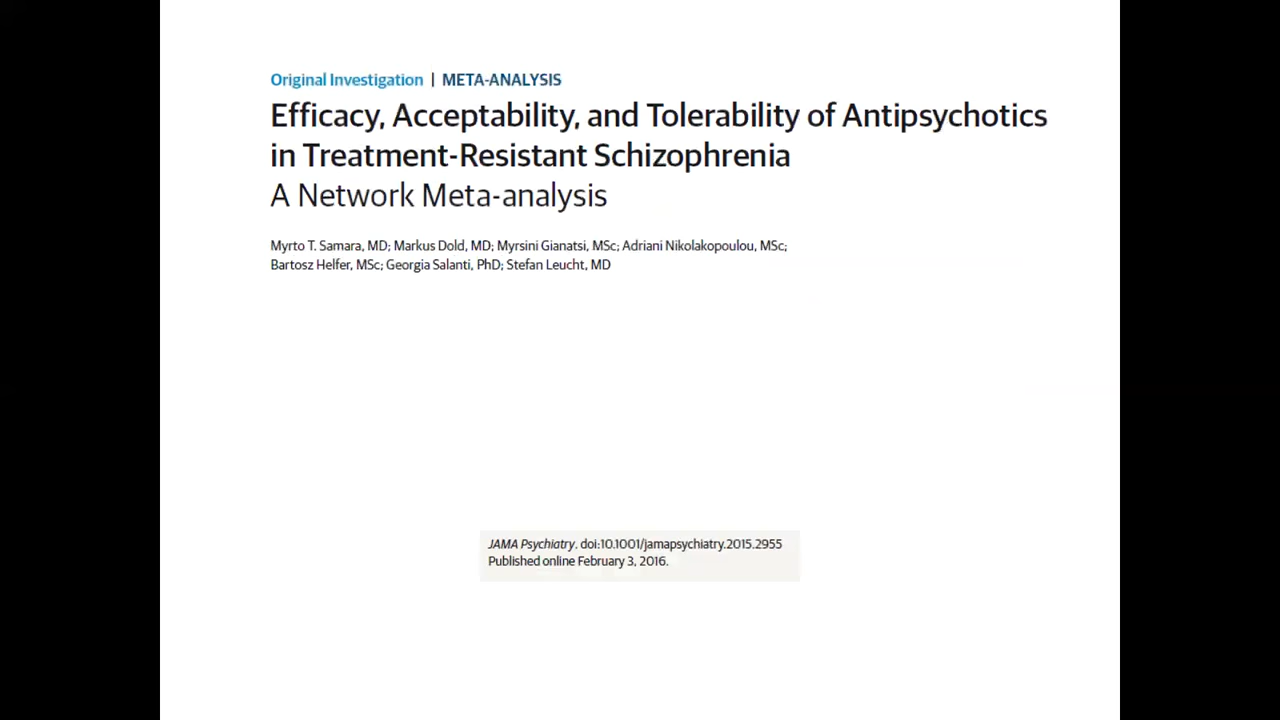 Original Investigation | META-ANALYSIS
Efficacy, Acceptability, and Tolerability of Antipsychotics
in Treatment-Resistant Schizophrenia
A Network Meta-analysis
Myrto T. Samara, MD; Markus Dold, MD; Myrsini Gianatsi, MSc; Adriani Nikolakopoulou, MSc;
Bartosz Helfer, MSc; Georgia Salanti, PhD; Stefan Leucht, MD
JAMA Psychiatry. doi:10.1001/jamapsychiatry.2015.2955
Published online February 3, 2016.